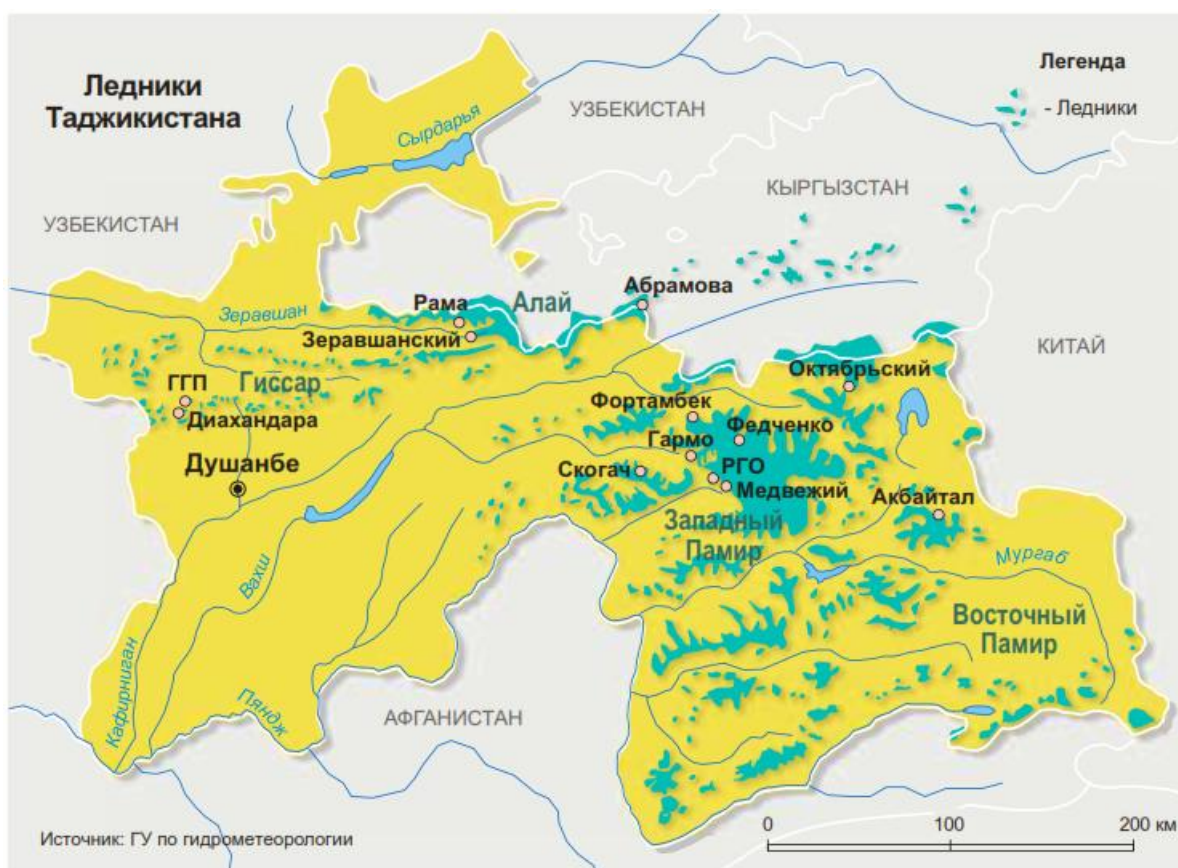 Ледники
Таджикистана
Легенда
- Ледники
УЗБЕКИСТАН
Сырдарья
КЫРГЫЗСТАН
УЗБЕКИСТАН
Абрамова
Рама
Алай
Зеравшан
Зеравшанский
КИТАЙ
Октябрьский
Гиссар
ГГП
Диахандара
Фортамбек
Федченко
Гармо
Душанбе
Скогач
РГО
Медвежий
Акбайтал
Западный
Памир
Мургаб
Вахш
Восточный
Памир
Кафирниган
Пяндж
АФГАНИСТАН
Источник: ГУ по гидрометеорологии
0 100 200 км